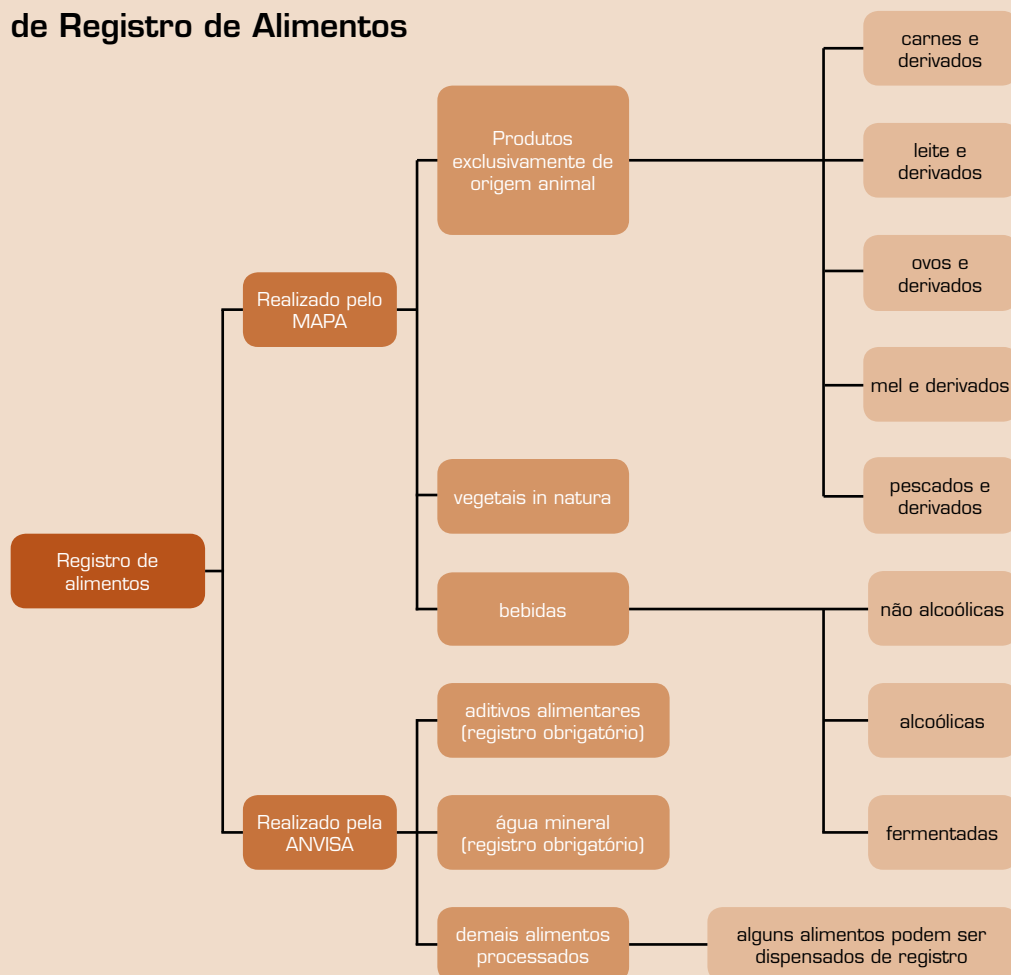 de Registro de Alimentos
Registro de
alimentos
Realizado pelo
MAPA
Produtos
exclusivamente de
origem animal
carnes e
derivados
leite e
derivados
ovos e
derivados
mel e derivados
pescados e
derivados
vegetais in natura
bebidas
não alcoólicas
alcoólicas
fermentadas
Realizado pela
ANVISA
aditivos alimentares
(registro obrigatório)
água mineral
(registro obrigatório)
demais alimentos
processados
alguns alimentos podem ser
dispensados de registro